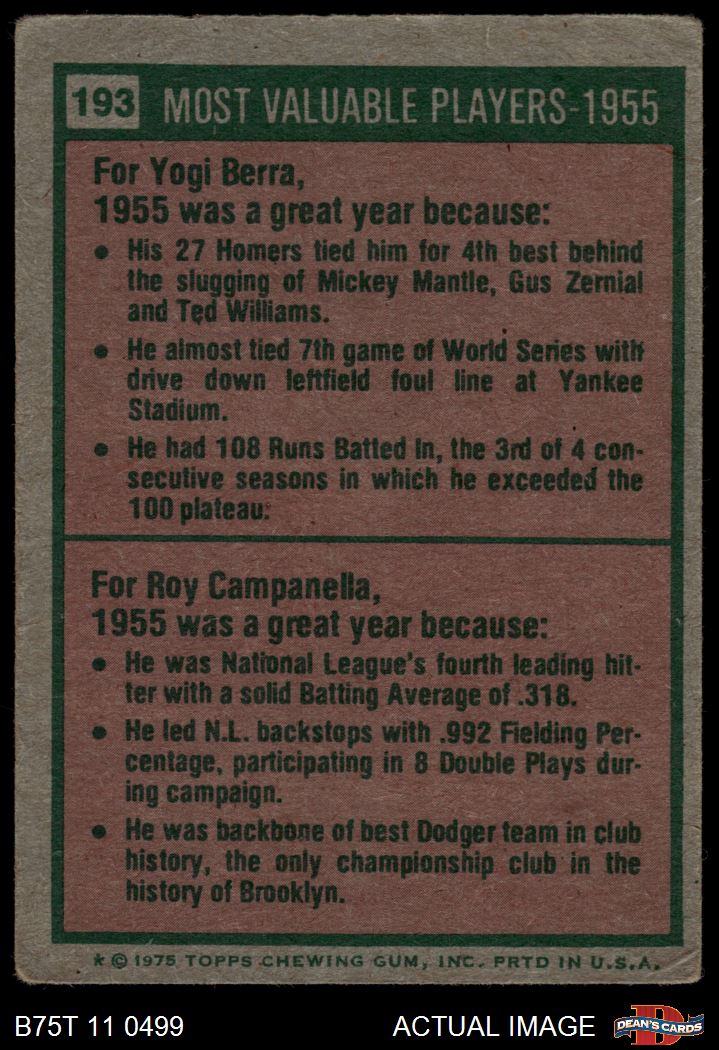 193 MOST VALUABLE PLAYERS-1955
For Yogi Berra,
1955 was a great year because:
• His 27 Homers tied him for 4th best behind
the slugging of Mickey Mantle, Gus Zernial
and Ted Williams.
• He almost tied 7th game of World Series with
drive down leftfield foul line at Yankee
Stadium.
• He had 108 Runs Batted In, the 3rd of 4 con-
secutive seasons in which he exceeded the
100 plateau.
For Roy Campanella,
1955 was a great year because:
• He was National League's fourth leading hit-
ter with a solid Batting Average of .318.
• He led N.L. backstops with .992 Fielding Per-
centage, participating in 8 Double Plays dur-
ing campaign.
• He was backbone of best Dodger team in club
history, the only championship club in the
history of Brooklyn.
* © 1975 TOPPS CHEWING GUM, INC. PRTD IN U.S.A.
B75T 11 0499 ACTUAL IMAGE D DEAN'S CARDS